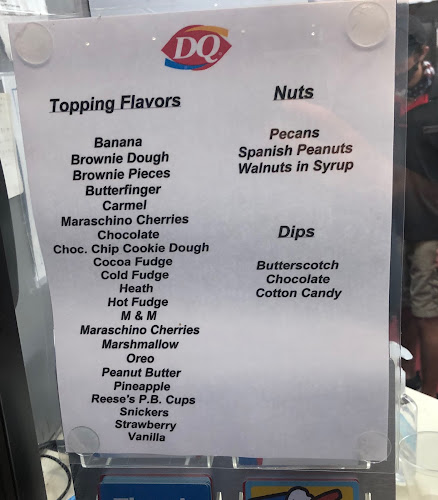 DQ
Topping Flavors
Banana
Brownie Dough
Brownie Pieces
Butterfinger
Carmel
Maraschino Cherries
Chocolate
Choc. Chip Cookie Dough
Cocoa Fudge
Cold Fudge
Heath
Hot Fudge
M & M
Maraschino Cherries
Marshmallow
Oreo
Peanut Butter
Pineapple
Reese's P.B. Cups
Snickers
Strawberry
Vanilla
Nuts
Pecans
Spanish Peanuts
Walnuts in Syrup
Dips
Butterscotch
Chocolate
Cotton Candy